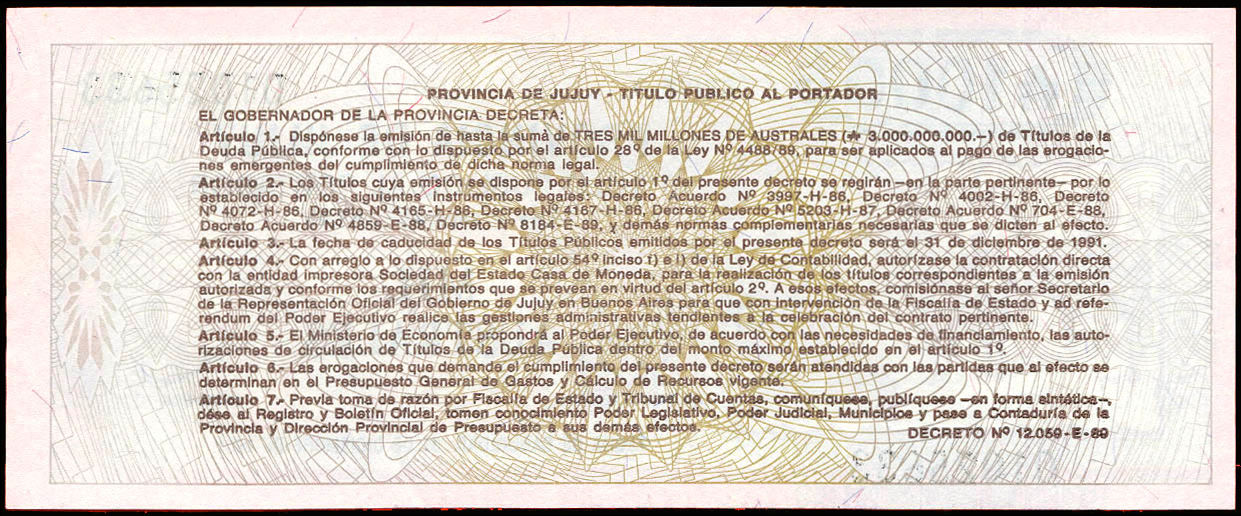 PROVINCIA DE JUJUY - TITULO PUBLICO AL PORTADOR
EL GOBERNADOR DE LA PROVINCIA DECRETA:
Artículo 1.- Dispónese la emisión de hasta la suma de TRES MIL MILLONES DE AUSTRALES (₳ 3.000.000.000.—) de Títulos de la
Deuda Pública, conforme con lo dispuesto por el artículo 28º de la Ley Nº 4488/89, para ser aplicados al pago de las erogacio-
nes emergentes del cumplimiento de dicha norma legal.
Artículo 2.- Los Títulos cuya emisión se dispone por el artículo 1º del presente decreto se regirán —en la parte pertinente— por lo
establecido en los siguientes instrumentos legales: Decreto Acuerdo Nº 3997-H-86, Decreto Nº 4002-H-86, Decreto
Nº 4072-H-86, Decreto Nº 4165-H-86, Decreto Nº 4167-H-86, Decreto Acuerdo Nº 5203-H-87, Decreto Acuerdo Nº 704-E-88,
Decreto Acuerdo Nº 4859-E-88, Decreto Nº 8184-E-89, y demás normas complementarias necesarias que se dicten al efecto.
Artículo 3.- La fecha de caducidad de los Títulos Públicos emitidos por el presente decreto será el 31 de diciembre de 1991.
Artículo 4.- Con arreglo a lo dispuesto en el artículo 54º inciso f) e i) de la Ley de Contabilidad, autorízase la contratación directa
con la entidad impresora Sociedad del Estado Casa de Moneda, para la realización de los títulos correspondientes a la emisión
autorizada y conforme los requerimientos que se prevean en virtud del artículo 2º. A esos efectos, comisiónase al señor Secretario
de la Representación Oficial del Gobierno de Jujuy en Buenos Aires para que con intervención de la Fiscalía de Estado y ad refe-
rendum del Poder Ejecutivo realice las gestiones administrativas tendientes a la celebración del contrato pertinente.
Artículo 5.- El Ministerio de Economía propondrá al Poder Ejecutivo, de acuerdo con las necesidades de financiamiento, las auto-
rizaciones de circulación de Títulos de la Deuda Pública dentro del monto máximo establecido en el artículo 1º.
Artículo 6.- Las erogaciones que demande el cumplimiento del presente decreto serán atendidas con las partidas que al efecto se
determinan en el Presupuesto General de Gastos y Cálculo de Recursos vigente.
Artículo 7.- Previa toma de razón por Fiscalía de Estado y Tribunal de Cuentas, comuníquese, publíquese —en forma sintética—,
dése al Registro y Boletín Oficial, tomen conocimiento Poder Legislativo, Poder Judicial, Municipios y pase a Contaduría de la
Provincia y Dirección Provincial de Presupuesto a sus demás efectos.
DECRETO Nº 12.059-E-89